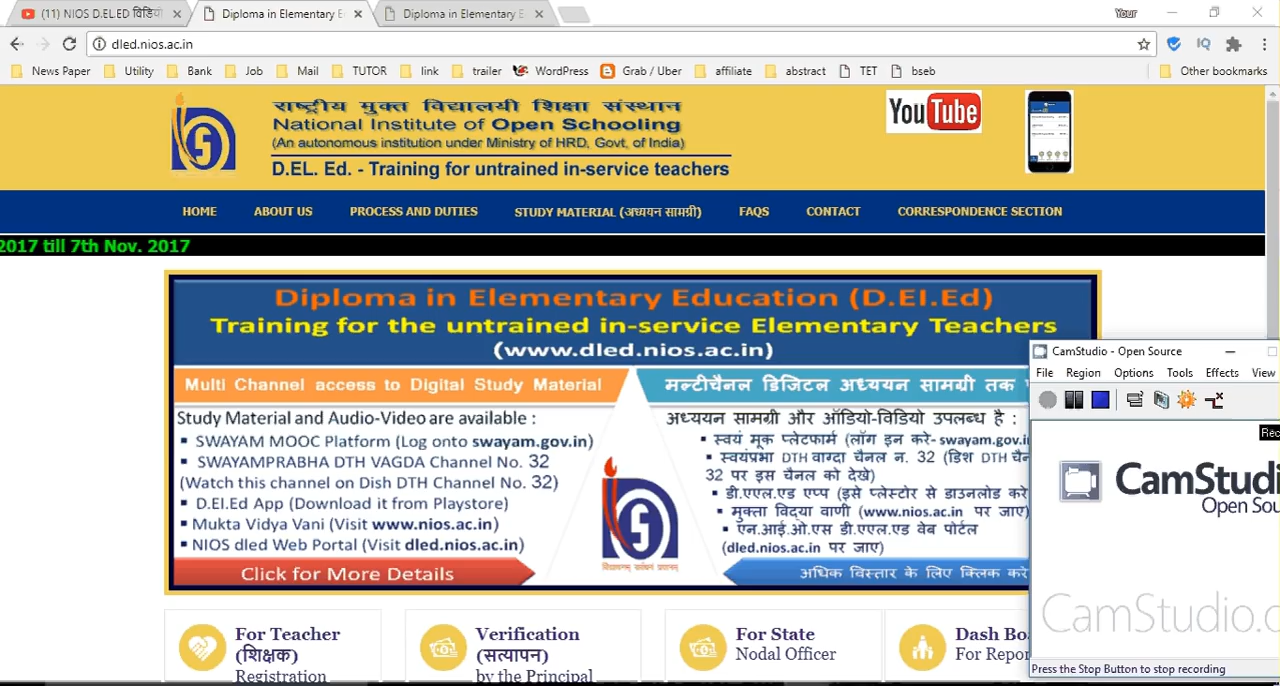 (11) NIOS D.EL.ED विडियो
Diploma in Elementary E
Diploma in Elementary E
Your
dled.nios.ac.in
News Paper Utility Bank Job Mail TUTOR link trailer WordPress Grab / Uber affiliate abstract TET bseb Other bookmarks
राष्ट्रीय मुक्त विद्यालयी शिक्षा संस्थान
National Institute of Open Schooling
(An autonomous institution under Ministry of HRD, Govt. of India)
D.EL. Ed. - Training for untrained in-service teachers
YouTube
HOME ABOUT US PROCESS AND DUTIES STUDY MATERIAL (अध्ययन सामग्री) FAQS CONTACT CORRESPONDENCE SECTION
2017 till 7th Nov. 2017
Diploma in Elementary Education (D.El.Ed)
Training for the untrained in-service Elementary Teachers
(www.dled.nios.ac.in)
Multi Channel access to Digital Study Material
Study Material and Audio-Video are available :
▪ SWAYAM MOOC Platform (Log onto swayam.gov.in)
▪ SWAYAMPRABHA DTH VAGDA Channel No. 32
(Watch this channel on Dish DTH Channel No. 32)
▪ D.El.Ed App (Download it from Playstore)
▪ Mukta Vidya Vani (Visit www.nios.ac.in)
▪ NIOS dled Web Portal (Visit dled.nios.ac.in)
Click for More Details
मल्टीचैनल डिजिटल अध्ययन सामग्री तक
अध्ययन सामग्री और ऑडियो-विडियो उपलब्ध है :
▪ स्वयं मूक प्लेटफार्म (लॉग इन करे- swayam.gov.in
▪ स्वयंप्रभा DTH वाग्दा चैनल न. 32 (डिश DTH चैन
32 पर इस चैनल को देखे)
▪ डी.एएल.एड एप्प (इसे प्लेस्टोर से डाउनलोड करे
▪ मुक्ता विद्या वाणी (www.nios.ac.in पर जाए)
▪ एन.आई.ओ.एस डी.एएल.एड वेब पोर्टल
(dled.nios.ac.in पर जाए)
अधिक विस्तार के लिए क्लिक करे
For Teacher
(शिक्षक)
Registration
Verification
(सत्यापन)
by the Principal
For State
Nodal Officer
Dash Boa
For Repor
CamStudio - Open Source
File Region Options Tools Effects View
Rec
CamStudi
Open Sou
CamStudio.o
Press the Stop Button to stop recording